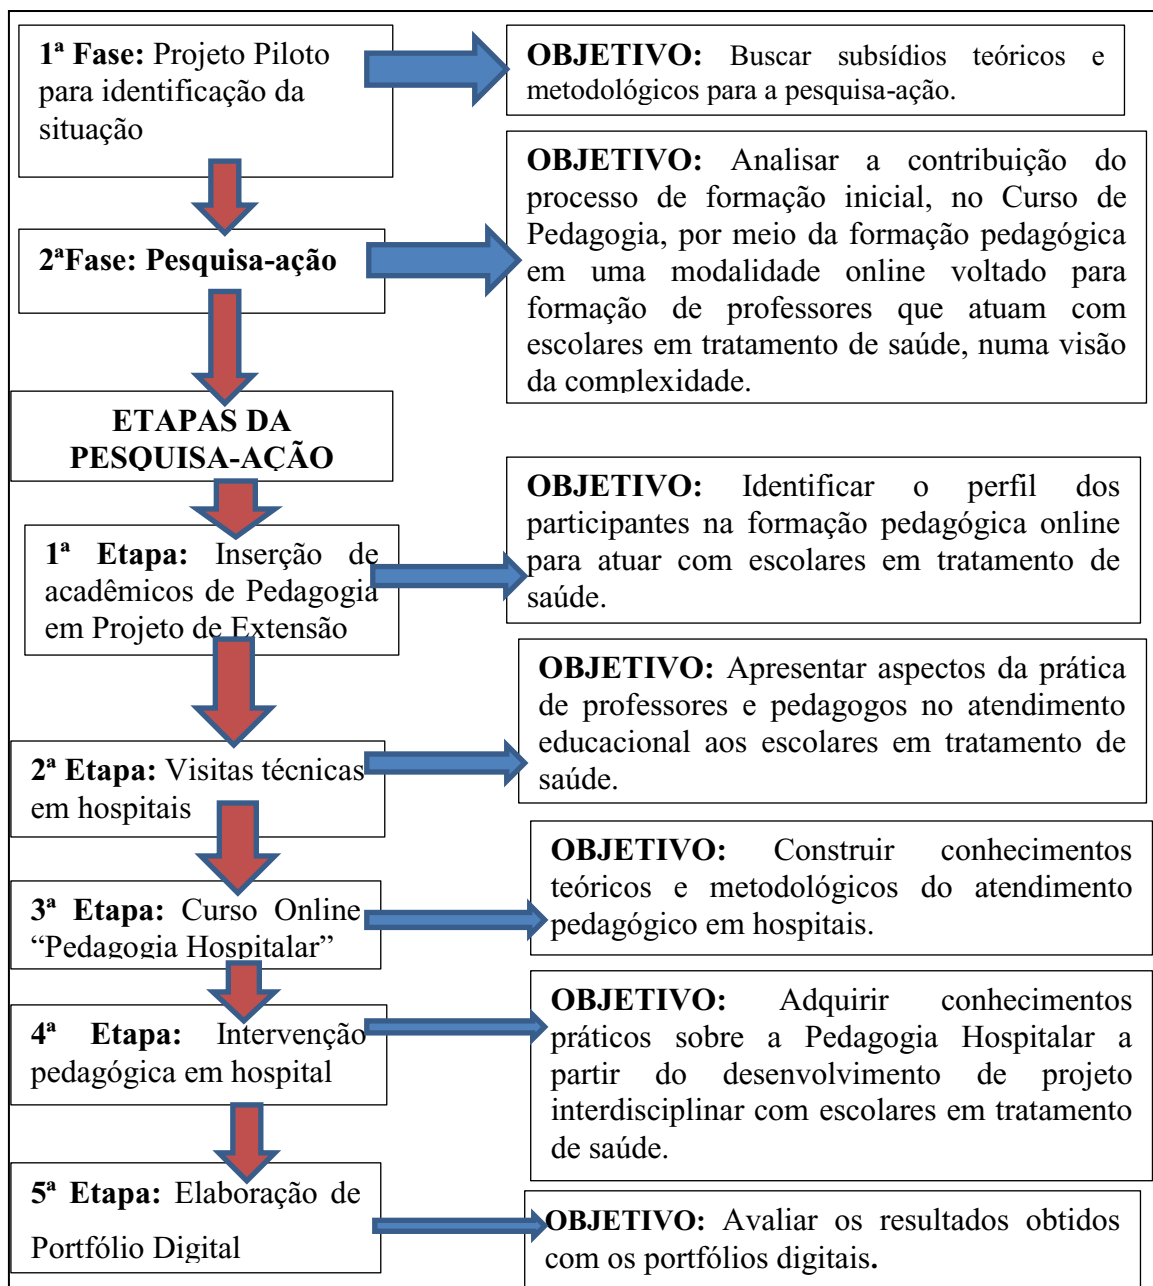 1ª Fase: Projeto Piloto
para identificação da
situação
OBJETIVO: Buscar subsídios teóricos e
metodológicos para a pesquisa-ação.
2ªFase: Pesquisa-ação
OBJETIVO: Analisar a contribuição do
processo de formação inicial, no Curso de
Pedagogia, por meio da formação pedagógica
em uma modalidade online voltado para
formação de professores que atuam com
escolares em tratamento de saúde, numa visão
da complexidade.
ETAPAS DA
PESQUISA-AÇÃO
1ª Etapa: Inserção de
acadêmicos de Pedagogia
em Projeto de Extensão
OBJETIVO: Identificar o perfil dos
participantes na formação pedagógica online
para atuar com escolares em tratamento de
saúde.
2ª Etapa: Visitas técnicas
em hospitais
OBJETIVO: Apresentar aspectos da prática
de professores e pedagogos no atendimento
educacional aos escolares em tratamento de
saúde.
3ª Etapa: Curso Online
“Pedagogia Hospitalar”
OBJETIVO: Construir conhecimentos
teóricos e metodológicos do atendimento
pedagógico em hospitais.
4ª Etapa: Intervenção
pedagógica em hospital
OBJETIVO: Adquirir conhecimentos
práticos sobre a Pedagogia Hospitalar a
partir do desenvolvimento de projeto
interdisciplinar com escolares em tratamento
de saúde.
5ª Etapa: Elaboração de
Portfólio Digital
OBJETIVO: Avaliar os resultados obtidos
com os portfólios digitais.